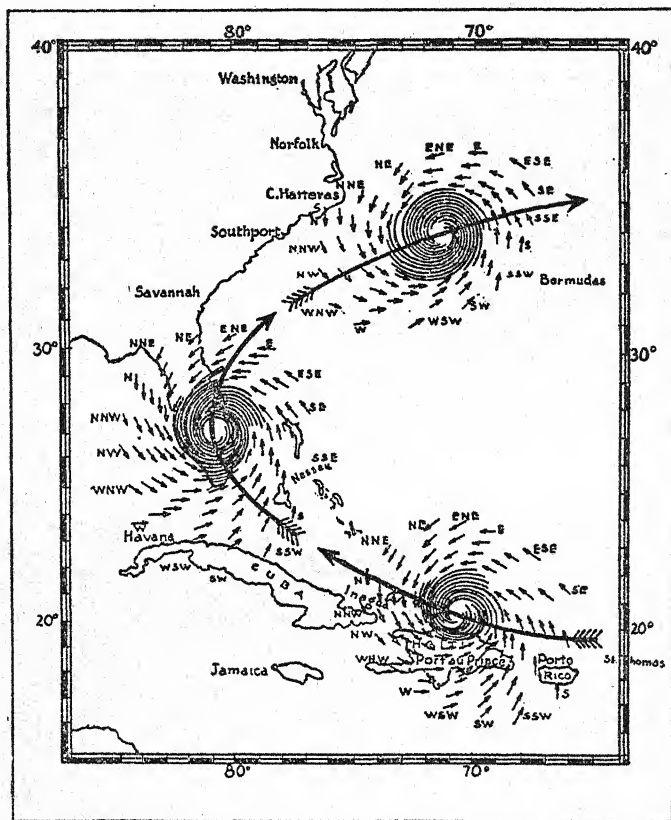 80° 70°
40° 40°
Washington
Norfolk
C. Hatteras
Southport
Savannah
Bermudas
NE ENE E ESE
NNE SE
N SSE
NNW S
NW SSW
WNW SW
W WSW
30° 30°
NNE NE ENE E
N ESE
NNW SE
NW SSE
WNW S
W SSW
WSW SW
Nassau
Havana
CUBA
Inagua
NE ENE E
NNE ESE
N SE
NNW
NW
WNW
W S
WSW SW SSW
20° 20°
HAITI
Port au Prince
Porto
Rico
St. Thomas
Jamaica
80° 70°